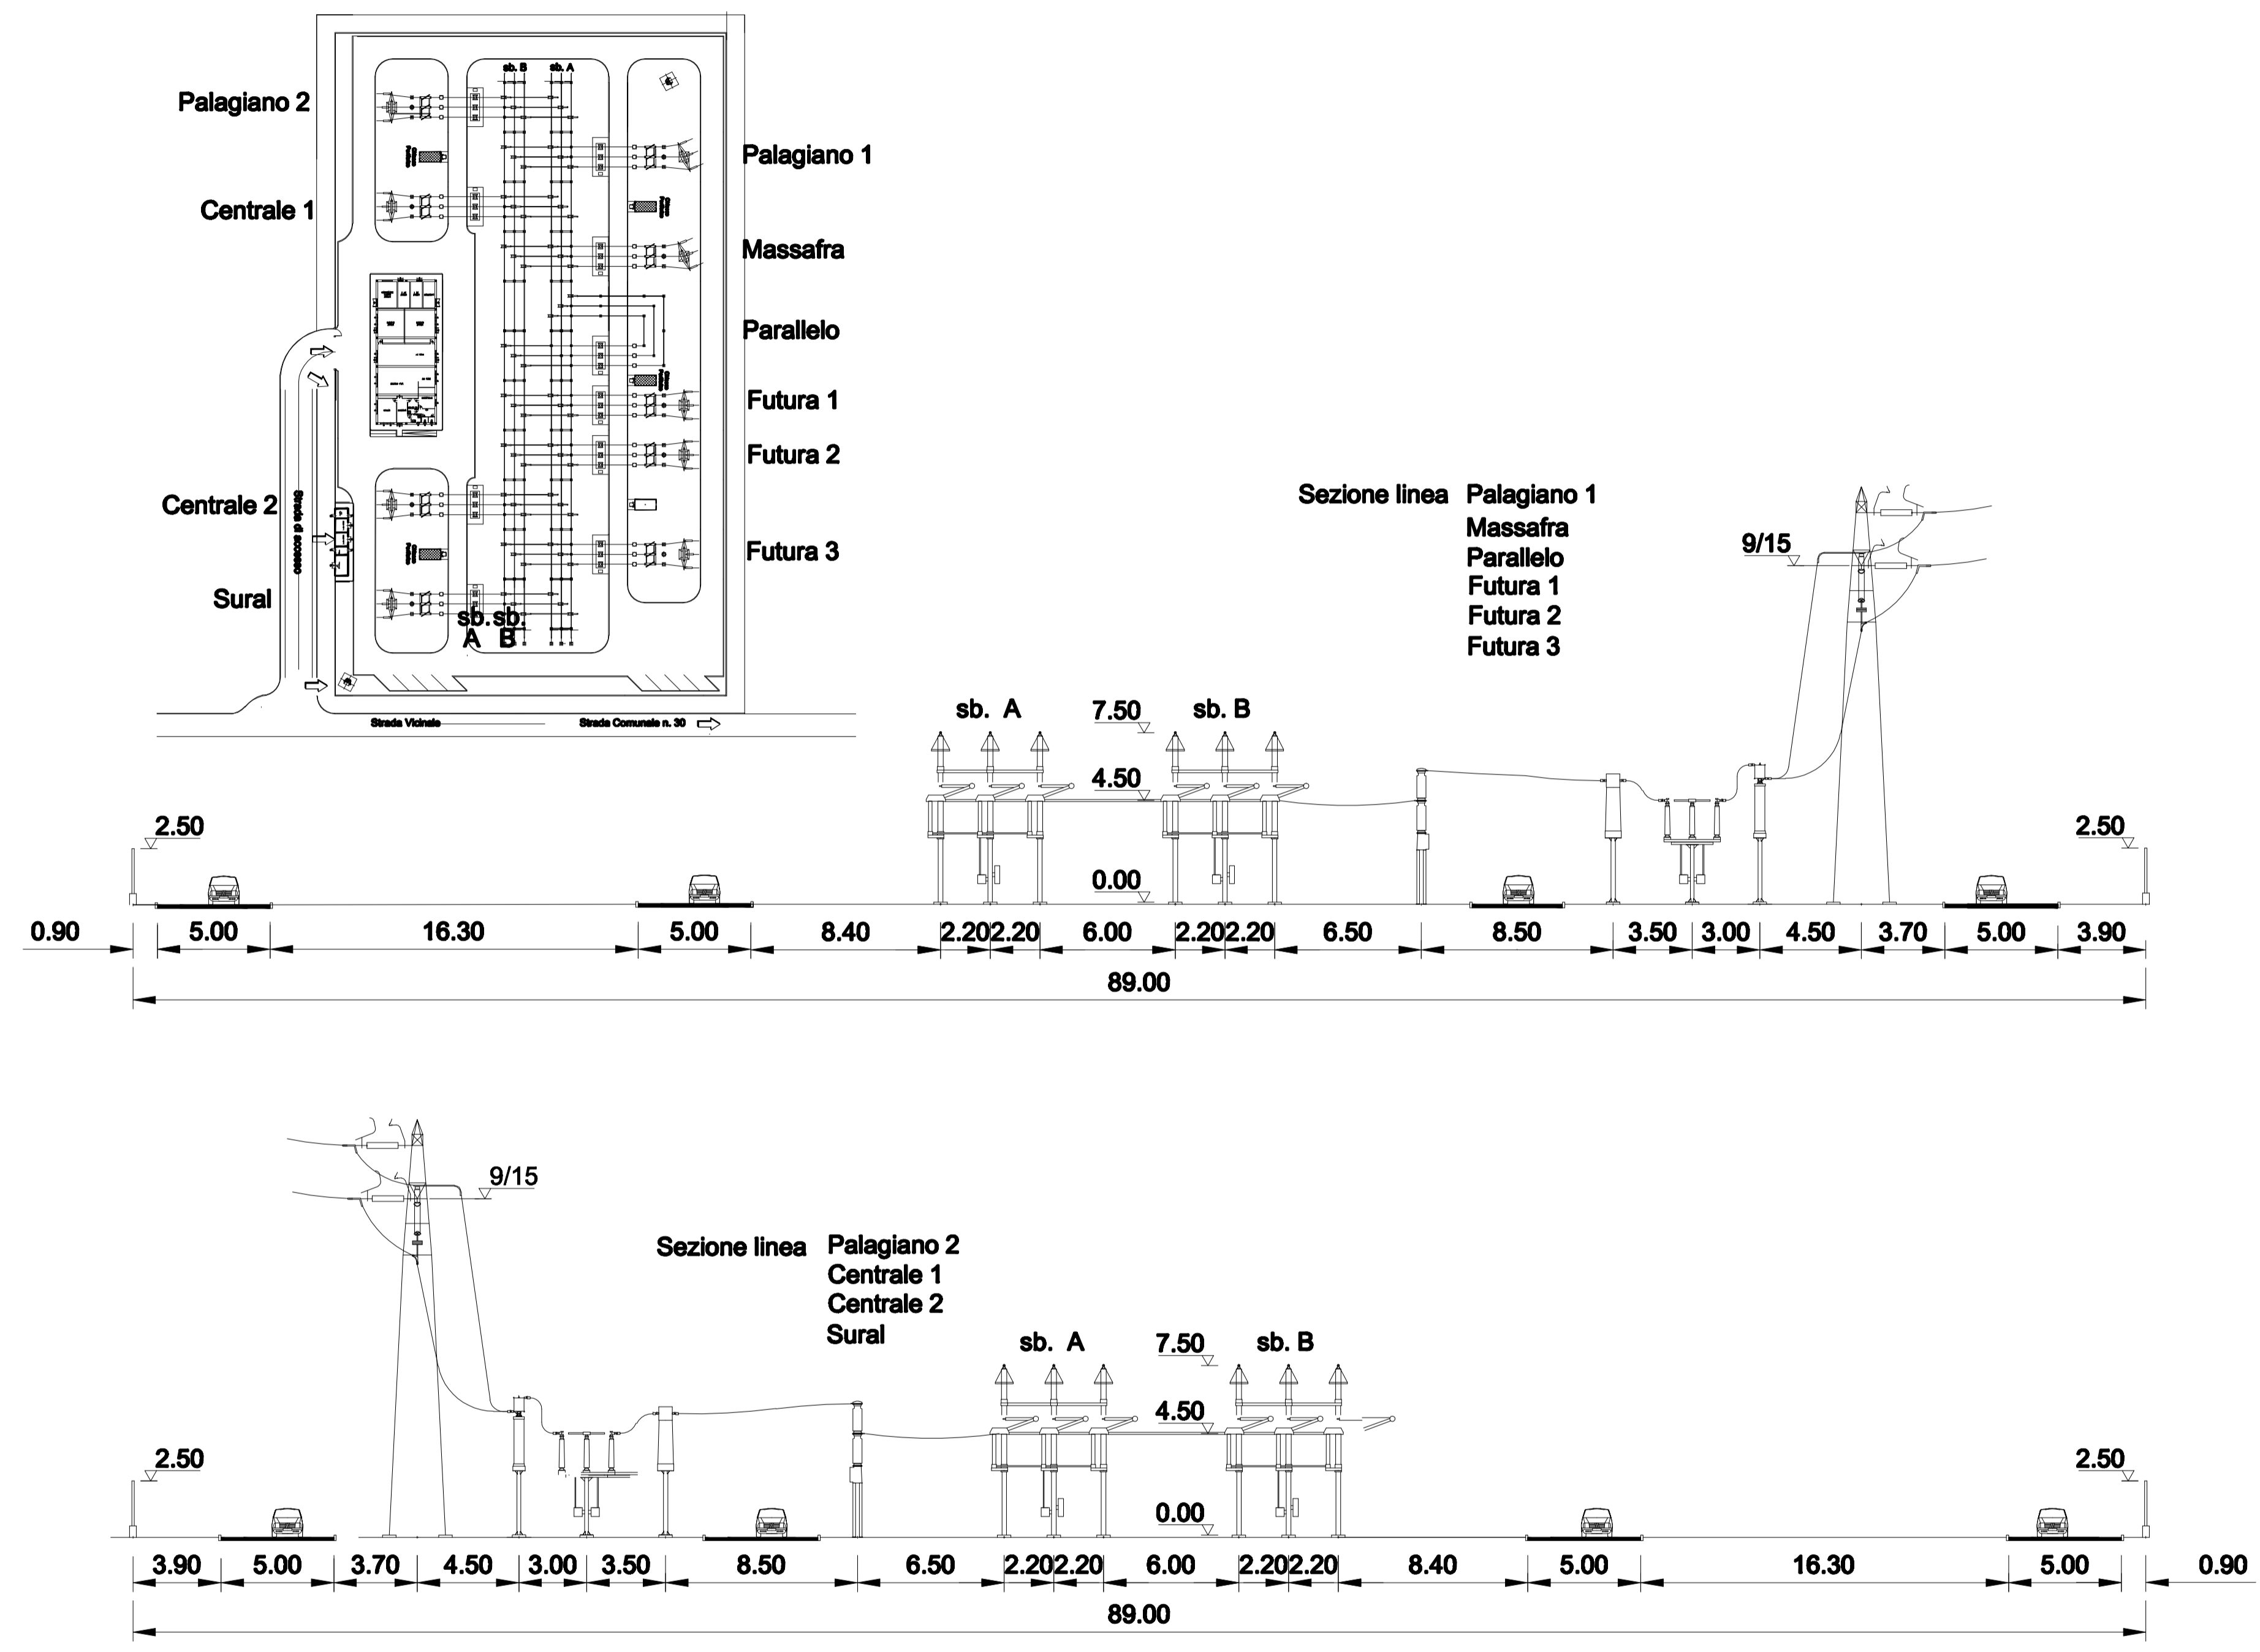 sb. B sb. A
Palagiano 2
Palagiano 1
Chiosco Prefabbr.
Centrale 1
Massafra
Parallelo
Futura 1
Futura 2
Centrale 2
Strada di accesso
Futura 3
Sural
sb. sb.
A B
Strada Vicinale
Strada Comunale n. 30
Sezione linea Palagiano 1
Massafra
Parallelo
Futura 1
Futura 2
Futura 3
9/15
sb. A 7.50 sb. B
4.50
2.50 2.50
0.00
0.90 5.00 16.30 5.00 8.40 2.20 2.20 6.00 2.20 2.20 6.50 8.50 3.50 3.00 4.50 3.70 5.00 3.90
89.00
9/15
Sezione linea Palagiano 2
Centrale 1
Centrale 2
Sural
sb. A 7.50 sb. B
4.50
2.50 2.50
0.00
3.90 5.00 3.70 4.50 3.00 3.50 8.50 6.50 2.20 2.20 6.00 2.20 2.20 8.40 5.00 16.30 5.00 0.90
89.00